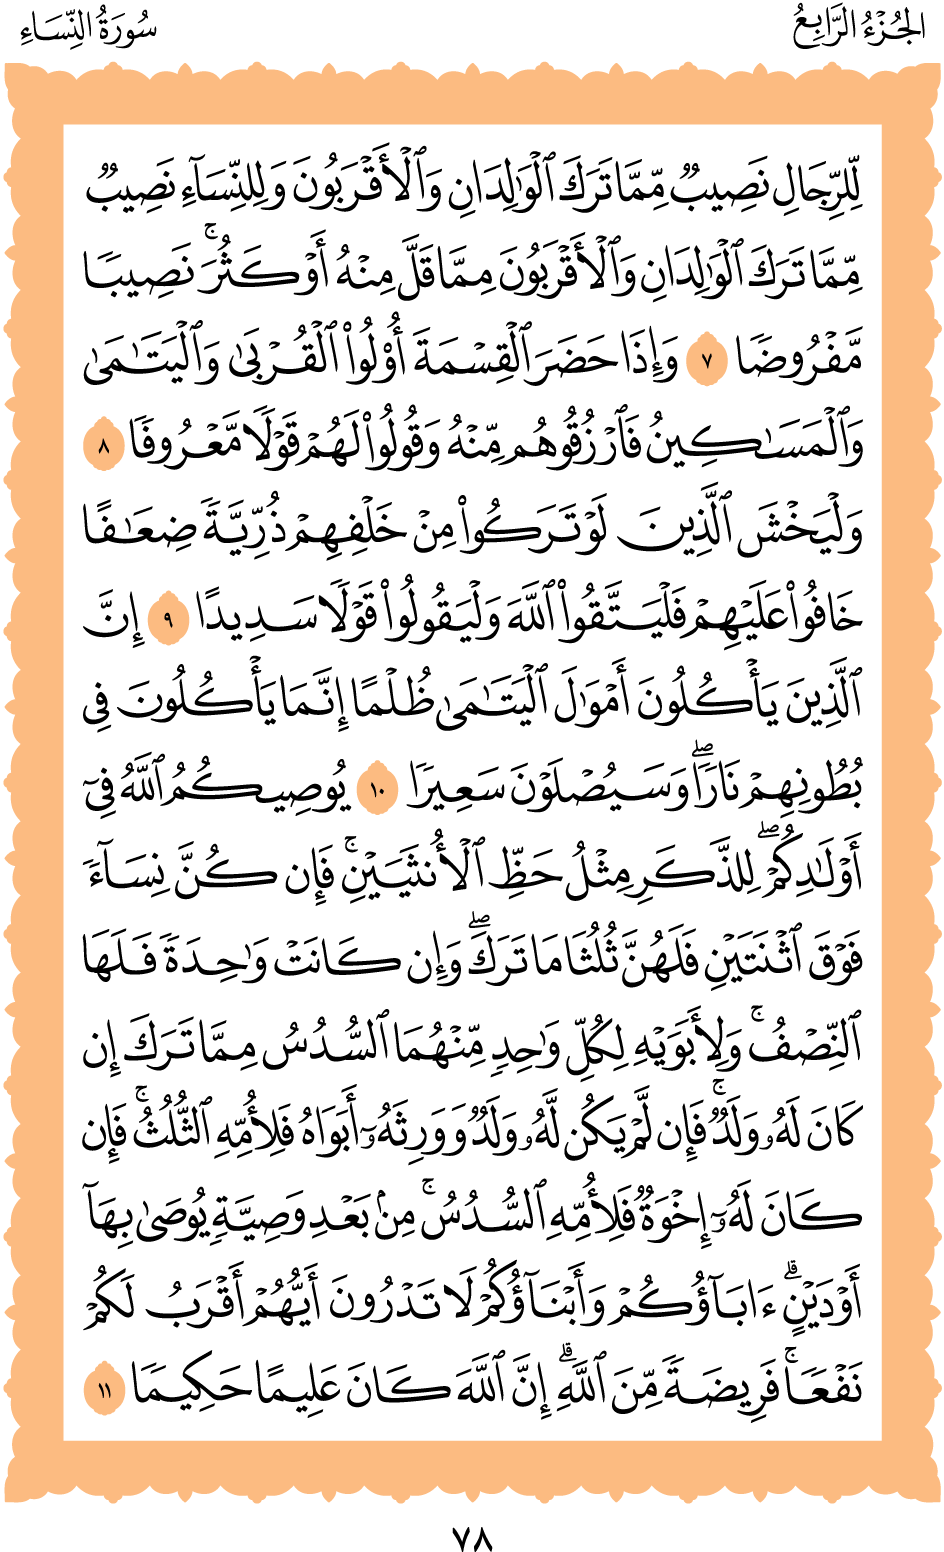 الجُزْءُ الرَّابِعُ
سُورَةُ النِّسَاءِ
لِّلرِّجَالِ نَصِيبٞ مِّمَّا تَرَكَ ٱلۡوَٰلِدَانِ وَٱلۡأَقۡرَبُونَ وَلِلنِّسَآءِ نَصِيبٞ
مِّمَّا تَرَكَ ٱلۡوَٰلِدَانِ وَٱلۡأَقۡرَبُونَ مِمَّا قَلَّ مِنۡهُ أَوۡ كَثُرَۚ نَصِيبٗا
مَّفۡرُوضٗا ٧ وَإِذَا حَضَرَ ٱلۡقِسۡمَةَ أُوْلُواْ ٱلۡقُرۡبَىٰ وَٱلۡيَتَٰمَىٰ
وَٱلۡمَسَٰكِينُ فَٱرۡزُقُوهُم مِّنۡهُ وَقُولُواْ لَهُمۡ قَوۡلٗا مَّعۡرُوفٗا ٨
وَلۡيَخۡشَ ٱلَّذِينَ لَوۡ تَرَكُواْ مِنۡ خَلۡفِهِمۡ ذُرِّيَّةٗ ضِعَٰفًا
خَافُواْ عَلَيۡهِمۡ فَلۡيَتَّقُواْ ٱللَّهَ وَلۡيَقُولُواْ قَوۡلٗا سَدِيدًا ٩ إِنَّ
ٱلَّذِينَ يَأۡكُلُونَ أَمۡوَٰلَ ٱلۡيَتَٰمَىٰ ظُلۡمًا إِنَّمَا يَأۡكُلُونَ فِي
بُطُونِهِمۡ نَارٗاۖ وَسَيُصۡلَوۡنَ سَعِيرٗا ١٠ يُوصِيكُمُ ٱللَّهُ فِيٓ
أَوۡلَٰدِكُمۡۖ لِلذَّكَرِ مِثۡلُ حَظِّ ٱلۡأُنثَيَيۡنِۚ فَإِن كُنَّ نِسَآءٗ
فَوۡقَ ٱثۡنَتَيۡنِ فَلَهُنَّ ثُلُثَا مَا تَرَكَۖ وَإِن كَانَتۡ وَٰحِدَةٗ فَلَهَا
ٱلنِّصۡفُۚ وَلِأَبَوَيۡهِ لِكُلِّ وَٰحِدٖ مِّنۡهُمَا ٱلسُّدُسُ مِمَّا تَرَكَ إِن
كَانَ لَهُۥ وَلَدٞۚ فَإِن لَّمۡ يَكُن لَّهُۥ وَلَدٞ وَوَرِثَهُۥٓ أَبَوَاهُ فَلِأُمِّهِ ٱلثُّلُثُۚ فَإِن
كَانَ لَهُۥٓ إِخۡوَةٞ فَلِأُمِّهِ ٱلسُّدُسُۚ مِنۢ بَعۡدِ وَصِيَّةٖ يُوصَىٰ بِهَآ
أَوۡ دَيۡنٍۗ ءَابَآؤُكُمۡ وَأَبۡنَآؤُكُمۡ لَا تَدۡرُونَ أَيُّهُمۡ أَقۡرَبُ لَكُمۡ
نَفۡعٗاۚ فَرِيضَةٗ مِّنَ ٱللَّهِۗ إِنَّ ٱللَّهَ كَانَ عَلِيمًا حَكِيمٗا ١١
٧٨